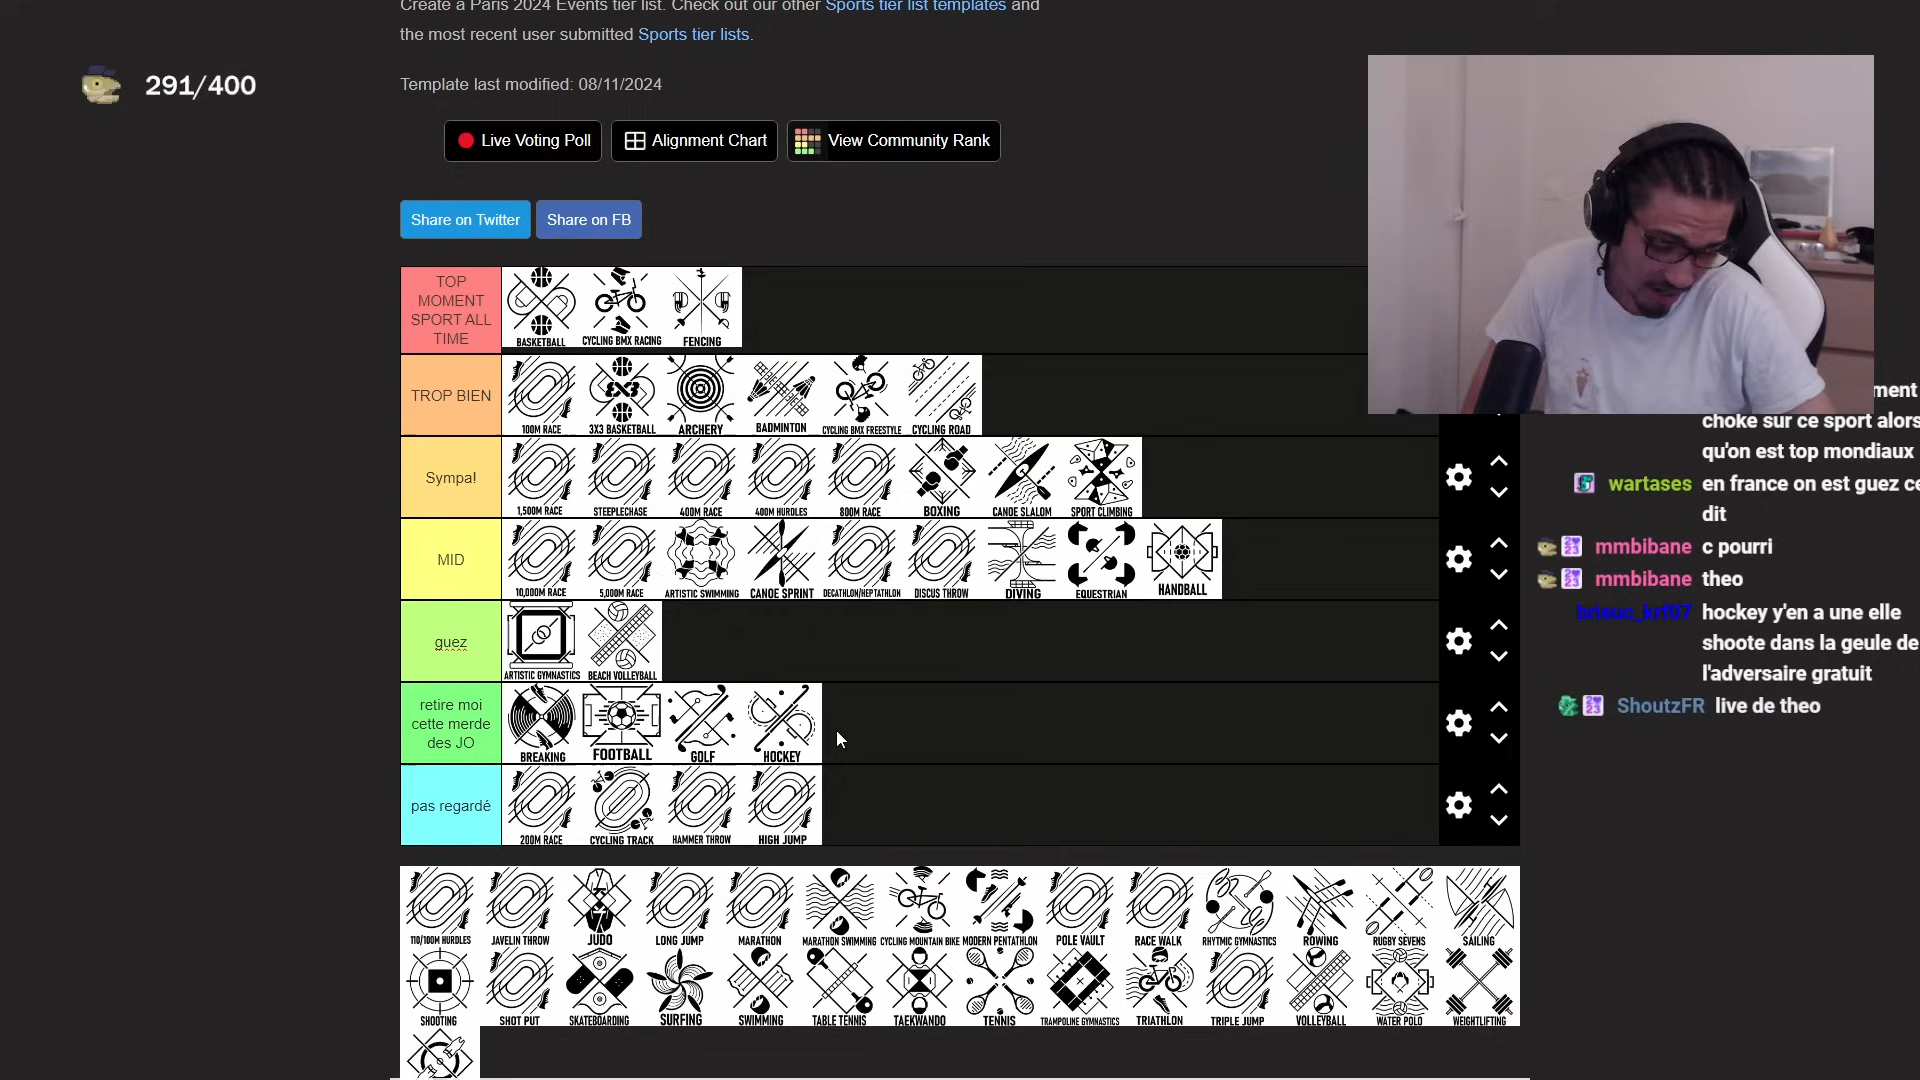 Create a Paris 2024 Events tier list. Check out our other Sports tier list templates and
the most recent user submitted Sports tier lists.
291/400
Template last modified: 08/11/2024
Live Voting Poll
Alignment Chart
View Community Rank
Share on Twitter
Share on FB
TOP
MOMENT
SPORT ALL
TIME
BASKETBALL
CYCLING BMX RACING
FENCING
TROP BIEN
100M RACE
3X3
3X3 BASKETBALL
ARCHERY
BADMINTON
CYCLING BMX FREESTYLE
CYCLING ROAD
Sympa!
1,500M RACE
STEEPLECHASE
400M RACE
400M HURDLES
800M RACE
BOXING
CANOE SLALOM
SPORT CLIMBING
MID
10,000M RACE
5,000M RACE
ARTISTIC SWIMMING
CANOE SPRINT
DECATHLON/HEPTATHLON
DISCUS THROW
DIVING
EQUESTRIAN
HANDBALL
guez
ARTISTIC GYMNASTICS
BEACH VOLLEYBALL
retire moi
cette merde
des JO
BREAKING
FOOTBALL
GOLF
HOCKEY
pas regardé
200M RACE
CYCLING TRACK
HAMMER THROW
HIGH JUMP
110/100M HURDLES
JAVELIN THROW
JUDO
LONG JUMP
MARATHON
MARATHON SWIMMING
CYCLING MOUNTAIN BIKE
MODERN PENTATHLON
POLE VAULT
RACE WALK
RHYTMIC GYMNASTICS
ROWING
RUGBY SEVENS
SAILING
SHOOTING
SHOT PUT
SKATEBOARDING
SURFING
SWIMMING
TABLE TENNIS
TAEKWANDO
TENNIS
TRAMPOLINE GYMNASTICS
TRIATHLON
TRIPLE JUMP
VOLLEYBALL
WATER POLO
WEIGHTLIFTING
ment
choke sur ce sport alors
qu'on est top mondiaux
wartases en france on est guez ce
dit
mmbibane c pourri
mmbibane theo
brieuc_krf07 hockey y'en a une elle
shoote dans la geule de
l'adversaire gratuit
ShoutzFR live de theo